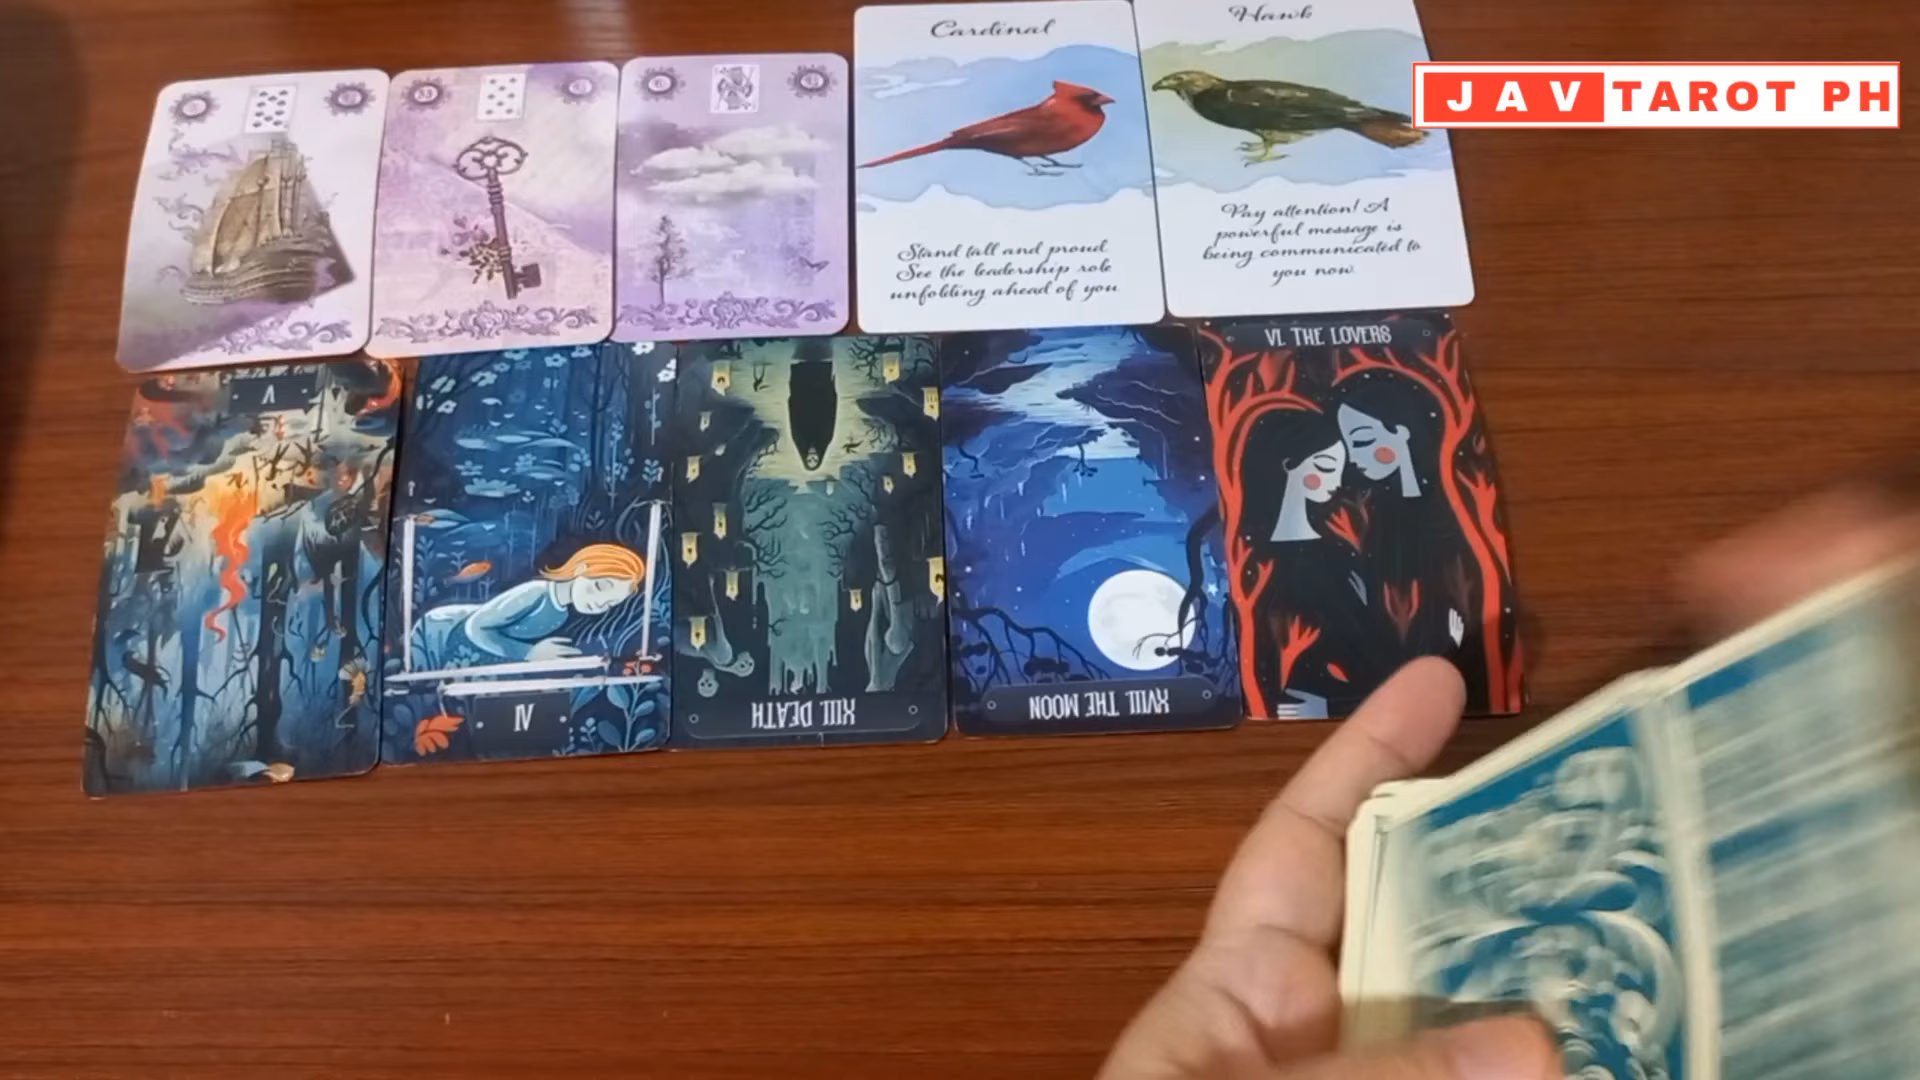 Cardinal
Stand tall and proud
See the leadership role
unfolding ahead of you
Hawk
Pay attention! A
powerful message is
being communicated to
you now.
JAV TAROT PH
33
V
IV
XIII DEATH
XVIII THE MOON
VI THE LOVERS